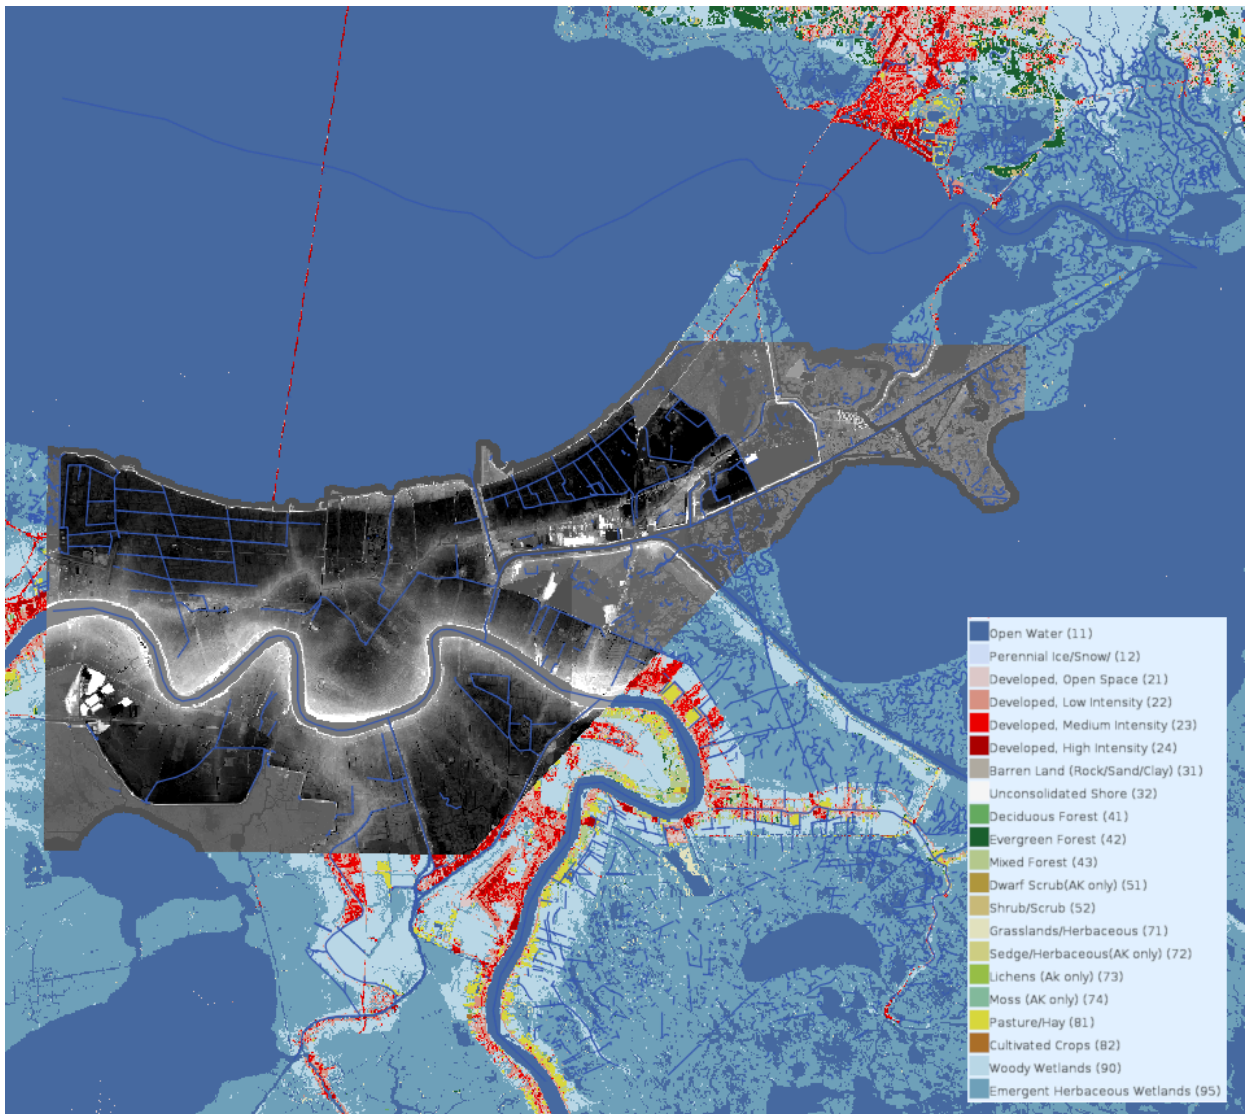 Open Water (11)
Perennial Ice/Snow/ (12)
Developed, Open Space (21)
Developed, Low Intensity (22)
Developed, Medium Intensity (23)
Developed, High Intensity (24)
Barren Land (Rock/Sand/Clay) (31)
Unconsolidated Shore (32)
Deciduous Forest (41)
Evergreen Forest (42)
Mixed Forest (43)
Dwarf Scrub(AK only) (51)
Shrub/Scrub (52)
Grasslands/Herbaceous (71)
Sedge/Herbaceous(AK only) (72)
Lichens (Ak only) (73)
Moss (AK only) (74)
Pasture/Hay (81)
Cultivated Crops (82)
Woody Wetlands (90)
Emergent Herbaceous Wetlands (95)